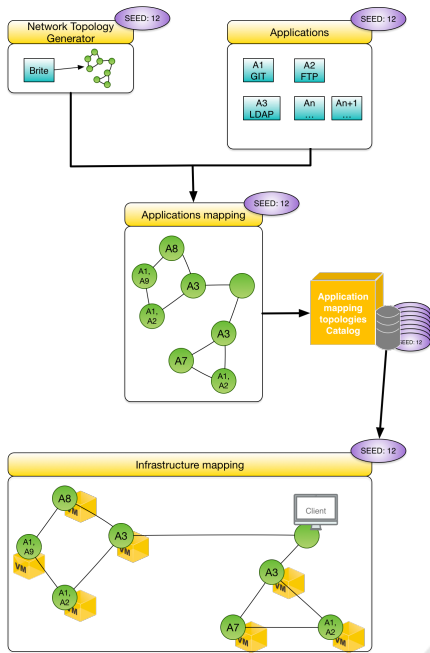 Network Topology
Generator
SEED: 12
Brite
Applications
SEED: 12
A1
GIT
A2
FTP
A3
LDAP
An
...
An+1
...
Applications mapping
SEED: 12
A8
A1,
A9
A3
A1,
A2
A3
A7
A1,
A2
Application
mapping
topologies
Catalog
SEED: 12
Infrastructure mapping
SEED: 12
A8
VM
Client
A1,
A9
VM
A3
VM
A1,
A2
VM
A3
VM
A7
VM
A1,
A2
VM